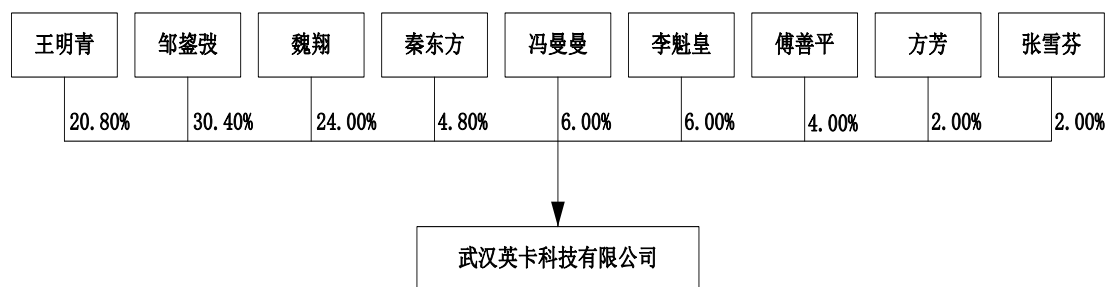 王明青 邹鋆弢 魏翔 秦东方 冯曼曼 李魁皇 傅善平 方芳 张雪芬
20.80% 30.40% 24.00% 4.80% 6.00% 6.00% 4.00% 2.00% 2.00%
武汉英卡科技有限公司